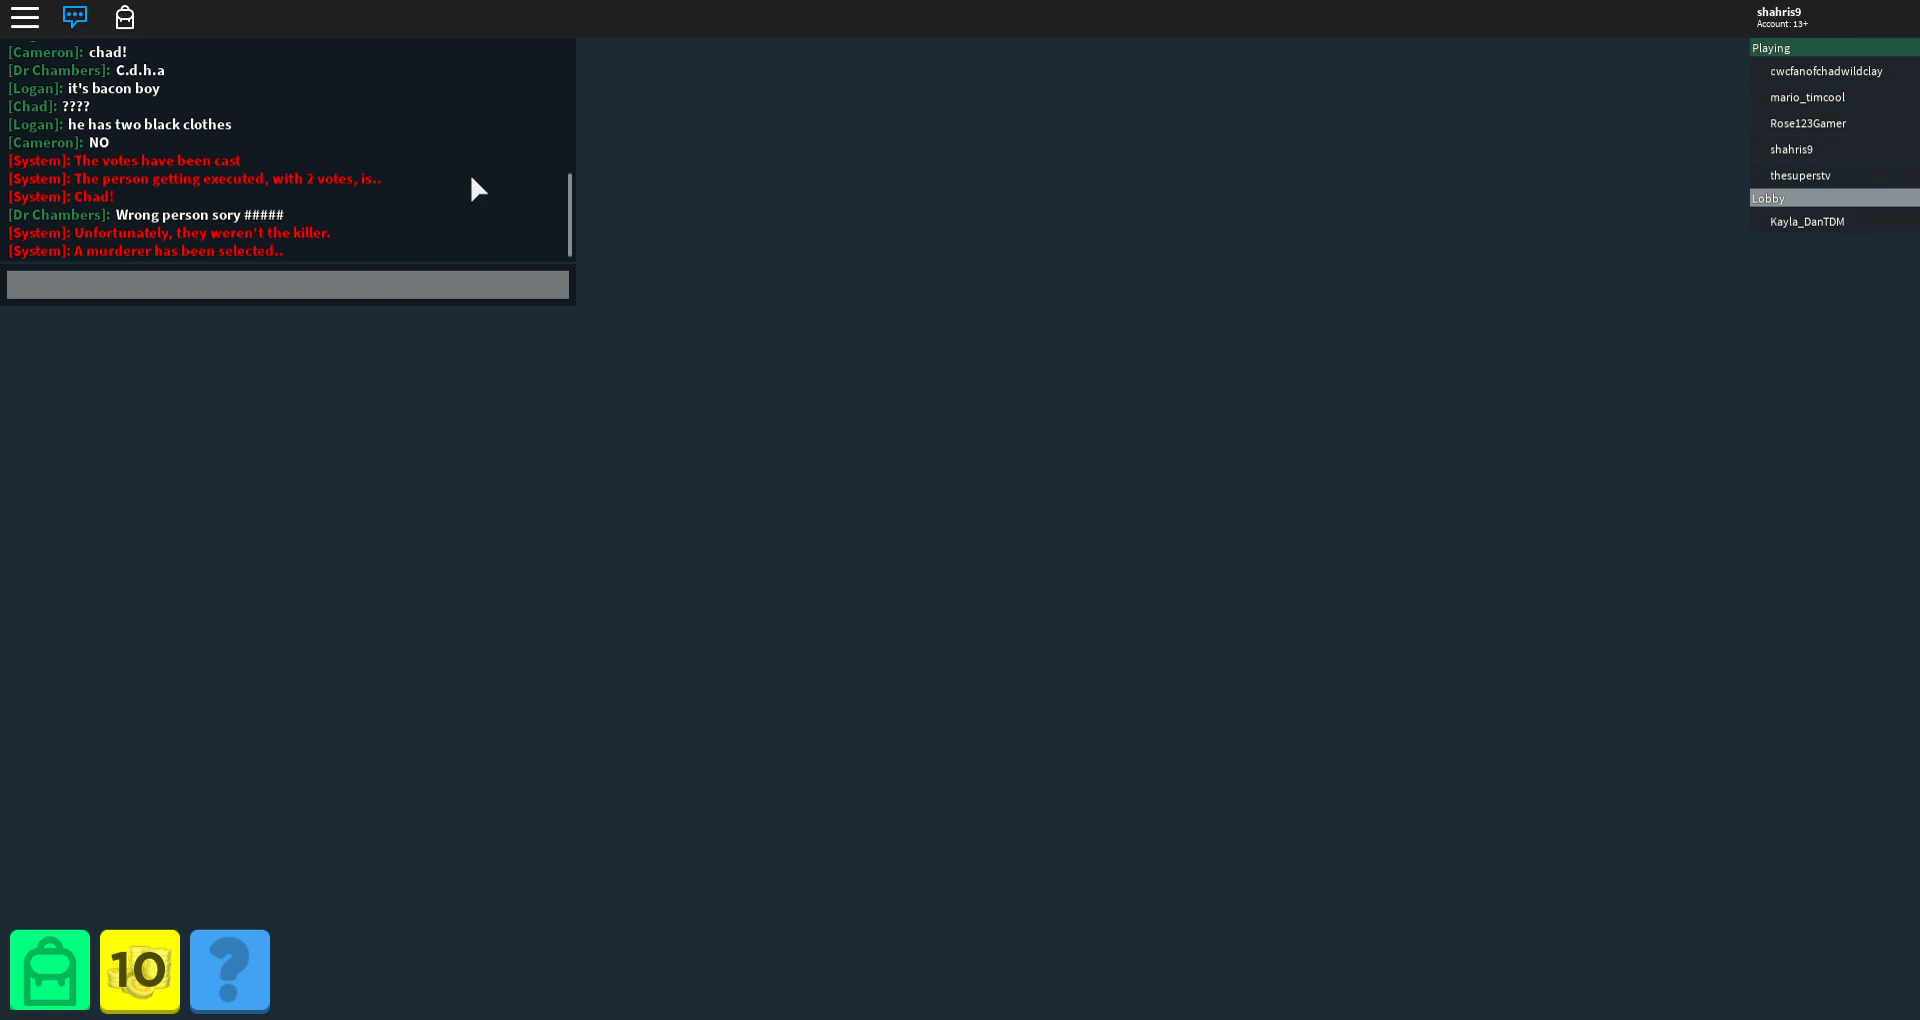 shahris9
Account: 13+
[Cameron]: chad!
[Dr Chambers]: C.d.h.a
[Logan]: it's bacon boy
[Chad]: ????
[Logan]: he has two black clothes
[Cameron]: NO
[System]: The votes have been cast
[System]: The person getting executed, with 2 votes, is..
[System]: Chad!
[Dr Chambers]: Wrong person sory #####
[System]: Unfortunately, they weren't the killer.
[System]: A murderer has been selected..
Playing
cwcfanofchadwildclay
mario_timcool
Rose123Gamer
shahris9
thesuperstv
Lobby
Kayla_DanTDM
10
?